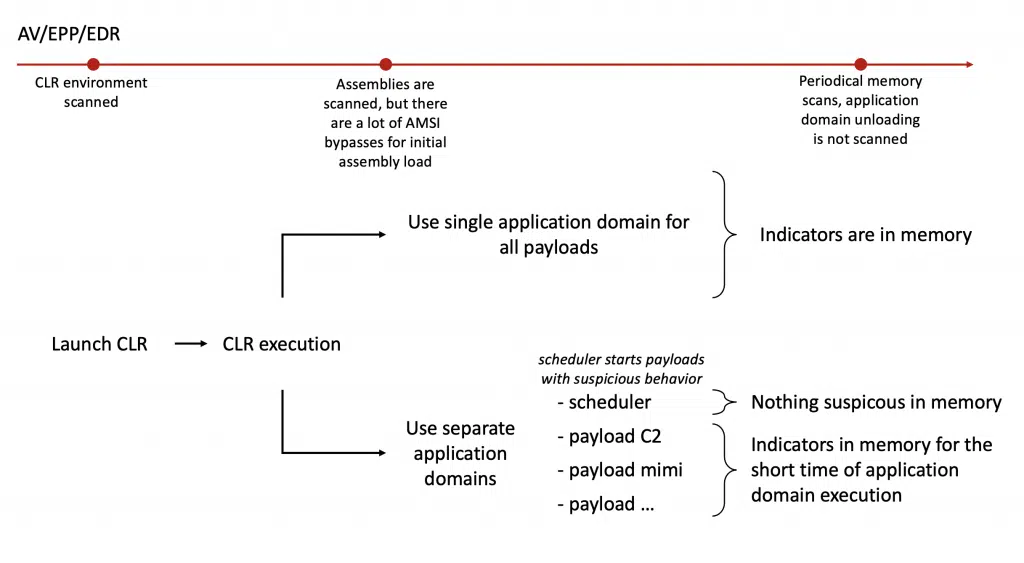 AV/EPP/EDR
CLR environment
scanned
Assemblies are
scanned, but there
are a lot of AMSI
bypasses for initial
assembly load
Periodical memory
scans, application
domain unloading
is not scanned
Use single application domain for
all payloads
Indicators are in memory
Launch CLR
CLR execution
scheduler starts payloads
with suspicious behavior
- scheduler
Nothing suspicous in memory
Use separate
application
domains
- payload C2
- payload mimi
- payload ...
Indicators in memory for the
short time of application
domain execution